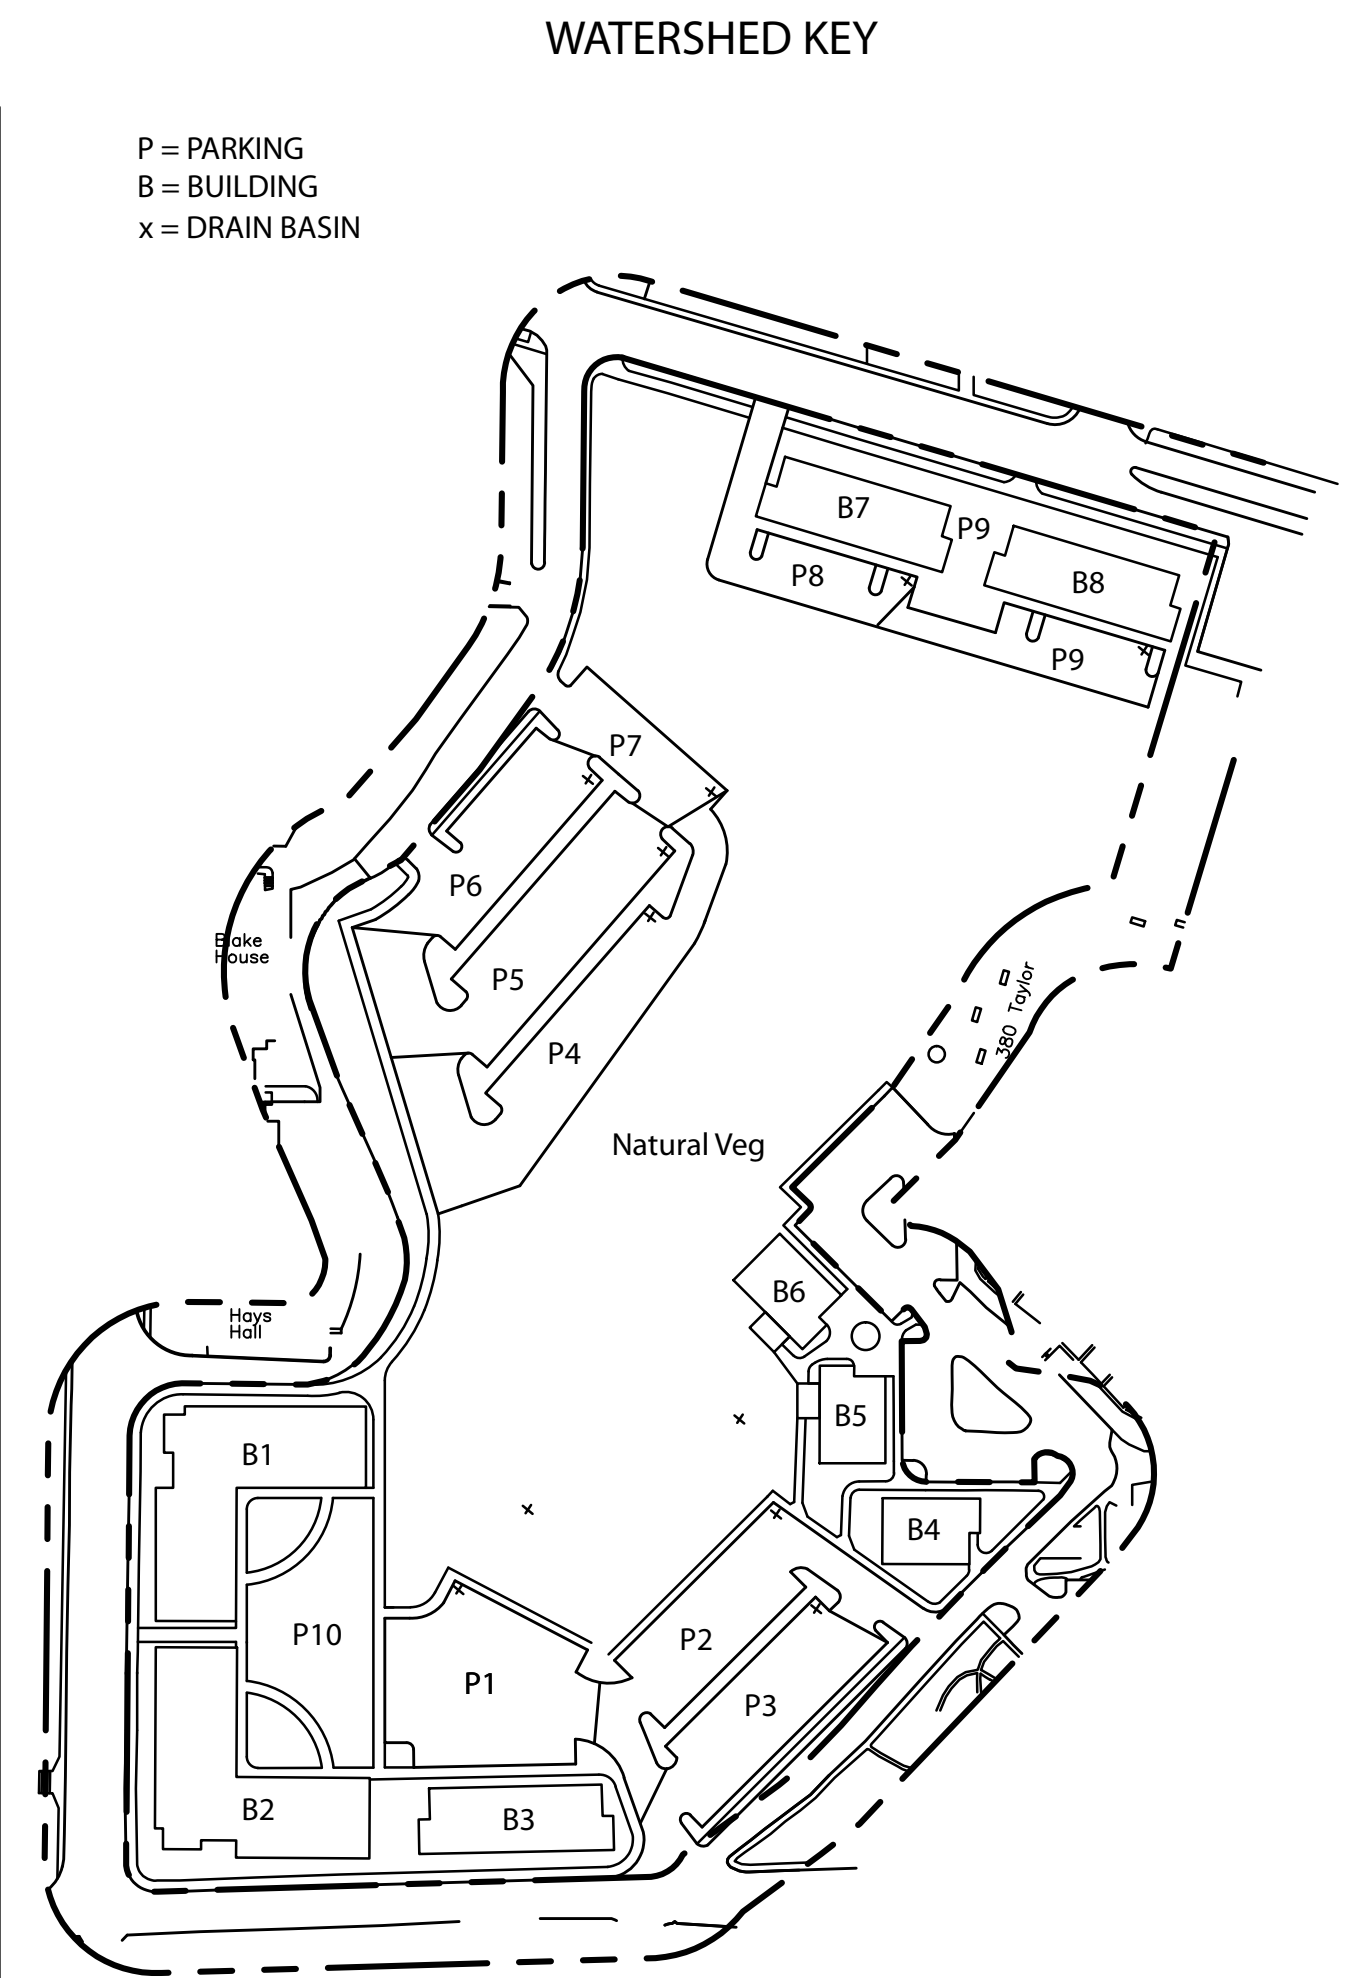 WATERSHED KEY
P = PARKING
B = BUILDING
x = DRAIN BASIN
B7
P9
P8
B8
P9
P7
P6
Blake
House
P5
380 Taylor
P4
Natural Veg
B6
Hays
Hall
B5
B1
B4
P10
P2
P1
P3
B2
B3